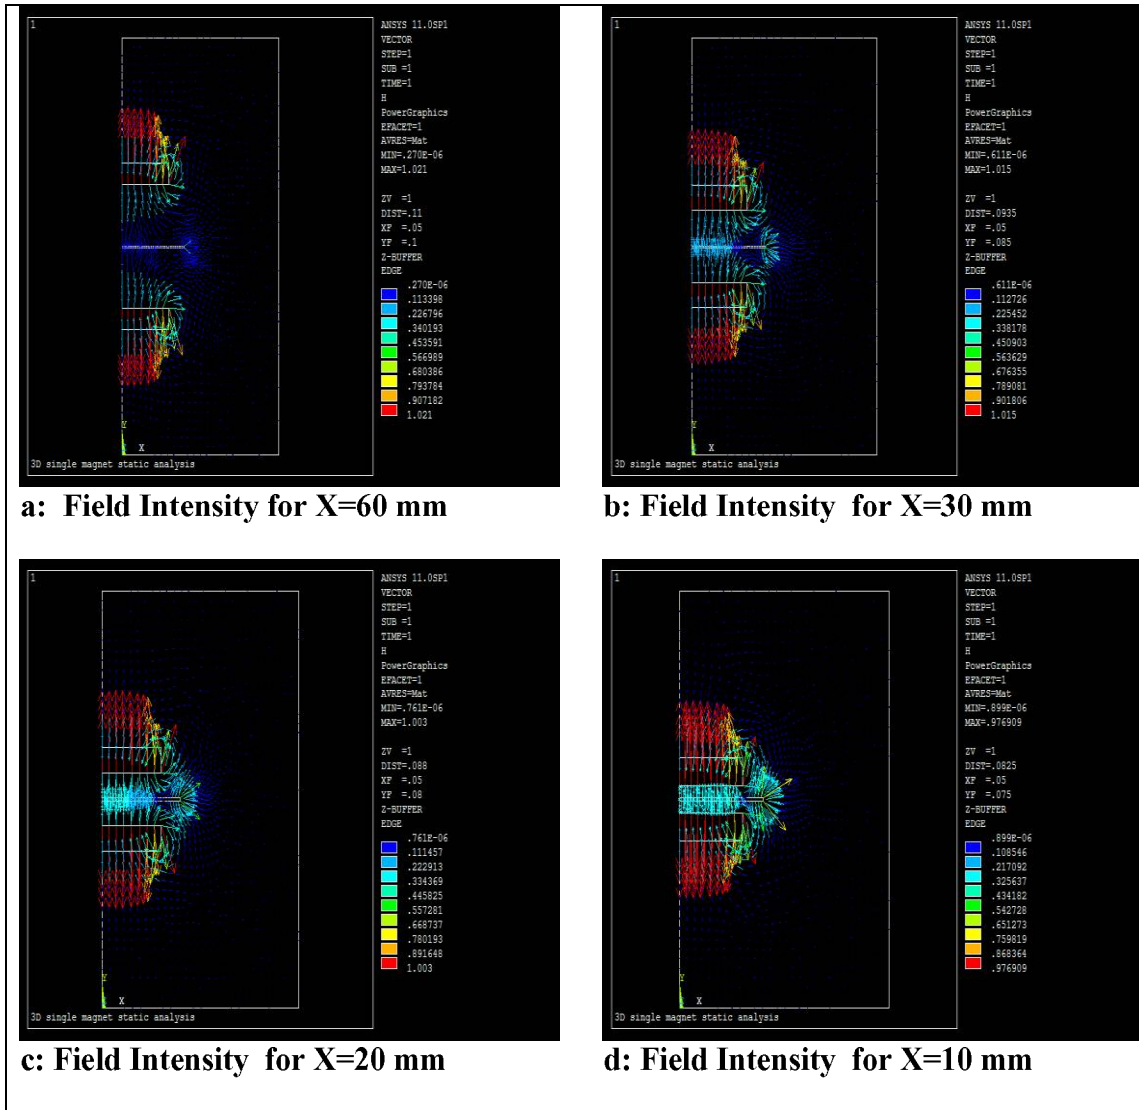 1
ANSYS 11.0SP1
VECTOR
STEP=1
SUB =1
TIME=1
H
PowerGraphics
EFACET=1
AVRES=Mat
MIN=.270E-06
MAX=1.021
ZV =1
DIST=.11
XF =.05
YF =.1
Z-BUFFER
EDGE
.270E-06
.113398
.226796
.340193
.453591
.566989
.680386
.793784
.907182
1.021
Y
X
3D single magnet static analysis
a: Field Intensity for X=60 mm
1
ANSYS 11.0SP1
VECTOR
STEP=1
SUB =1
TIME=1
H
PowerGraphics
EFACET=1
AVRES=Mat
MIN=.611E-06
MAX=1.015
ZV =1
DIST=.0935
XF =.05
YF =.085
Z-BUFFER
EDGE
.611E-06
.112726
.225452
.338178
.450903
.563629
.676355
.789081
.901806
1.015
Y
X
3D single magnet static analysis
b: Field Intensity for X=30 mm
1
ANSYS 11.0SP1
VECTOR
STEP=1
SUB =1
TIME=1
H
PowerGraphics
EFACET=1
AVRES=Mat
MIN=.761E-06
MAX=1.003
ZV =1
DIST=.088
XF =.05
YF =.08
Z-BUFFER
EDGE
.761E-06
.111457
.222913
.334369
.445825
.557281
.668737
.780193
.891648
1.003
Y
X
3D single magnet static analysis
c: Field Intensity for X=20 mm
1
ANSYS 11.0SP1
VECTOR
STEP=1
SUB =1
TIME=1
H
PowerGraphics
EFACET=1
AVRES=Mat
MIN=.899E-06
MAX=.976909
ZV =1
DIST=.0825
XF =.05
YF =.075
Z-BUFFER
EDGE
.899E-06
.108546
.217092
.325637
.434182
.542728
.651273
.759819
.868364
.976909
Y
X
3D single magnet static analysis
d: Field Intensity for X=10 mm